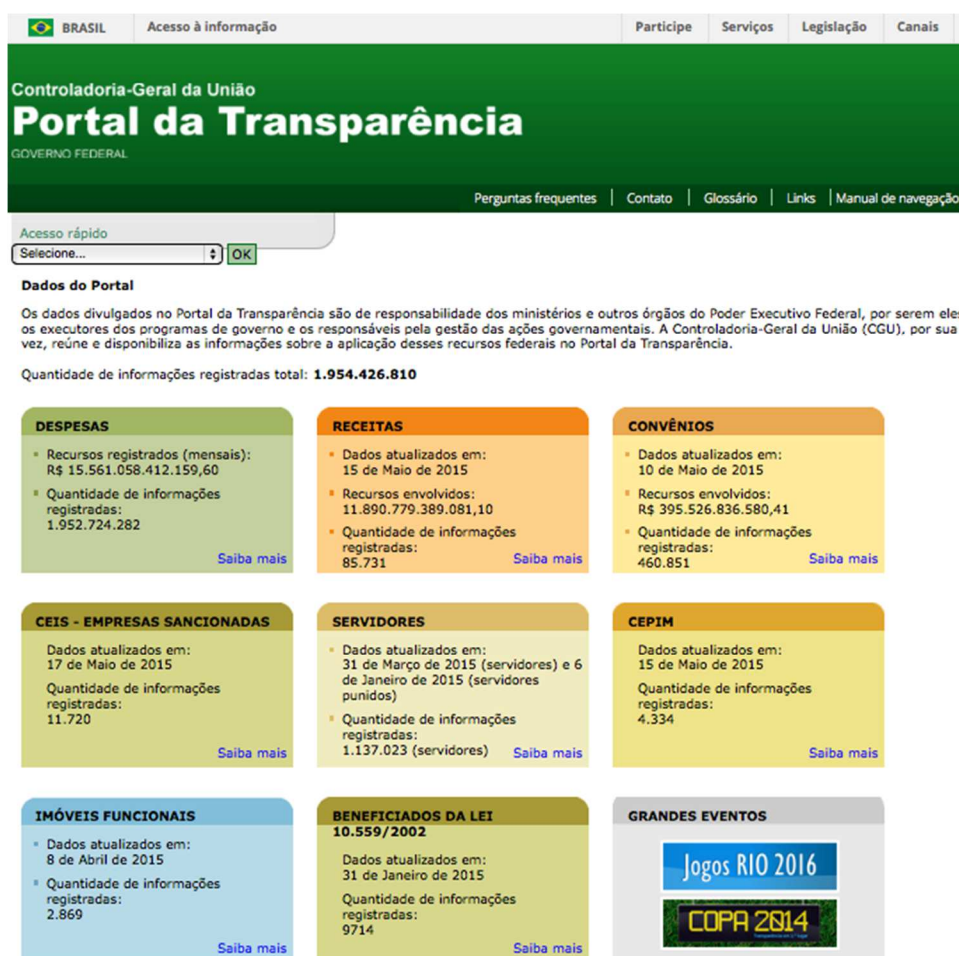 BRASIL Acesso à informação Participe Serviços Legislação Canais
Controladoria-Geral da União
Portal da Transparência
GOVERNO FEDERAL
Perguntas frequentes | Contato | Glossário | Links | Manual de navegação
Acesso rápido
Selecione... OK
Dados do Portal
Os dados divulgados no Portal da Transparência são de responsabilidade dos ministérios e outros órgãos do Poder Executivo Federal, por serem eles
os executores dos programas de governo e os responsáveis pela gestão das ações governamentais. A Controladoria-Geral da União (CGU), por sua
vez, reúne e disponibiliza as informações sobre a aplicação desses recursos federais no Portal da Transparência.
Quantidade de informações registradas total: 1.954.426.810
DESPESAS
Recursos registrados (mensais):
R$ 15.561.058.412.159,60
Quantidade de informações
registradas:
1.952.724.282
Saiba mais
RECEITAS
Dados atualizados em:
15 de Maio de 2015
Recursos envolvidos:
11.890.779.389.081,10
Quantidade de informações
registradas:
85.731 Saiba mais
CONVÊNIOS
Dados atualizados em:
10 de Maio de 2015
Recursos envolvidos:
R$ 395.526.836.580,41
Quantidade de informações
registradas:
460.851 Saiba mais
CEIS - EMPRESAS SANCIONADAS
Dados atualizados em:
17 de Maio de 2015
Quantidade de informações
registradas:
11.720
Saiba mais
SERVIDORES
Dados atualizados em:
31 de Março de 2015 (servidores) e 6
de Janeiro de 2015 (servidores
punidos)
Quantidade de informações
registradas:
1.137.023 (servidores) Saiba mais
CEPIM
Dados atualizados em:
15 de Maio de 2015
Quantidade de informações
registradas:
4.334
Saiba mais
IMÓVEIS FUNCIONAIS
Dados atualizados em:
8 de Abril de 2015
Quantidade de informações
registradas:
2.869
Saiba mais
BENEFICIADOS DA LEI
10.559/2002
Dados atualizados em:
31 de Janeiro de 2015
Quantidade de informações
registradas:
9714
Saiba mais
GRANDES EVENTOS
Jogos RIO 2016
COPA 2014